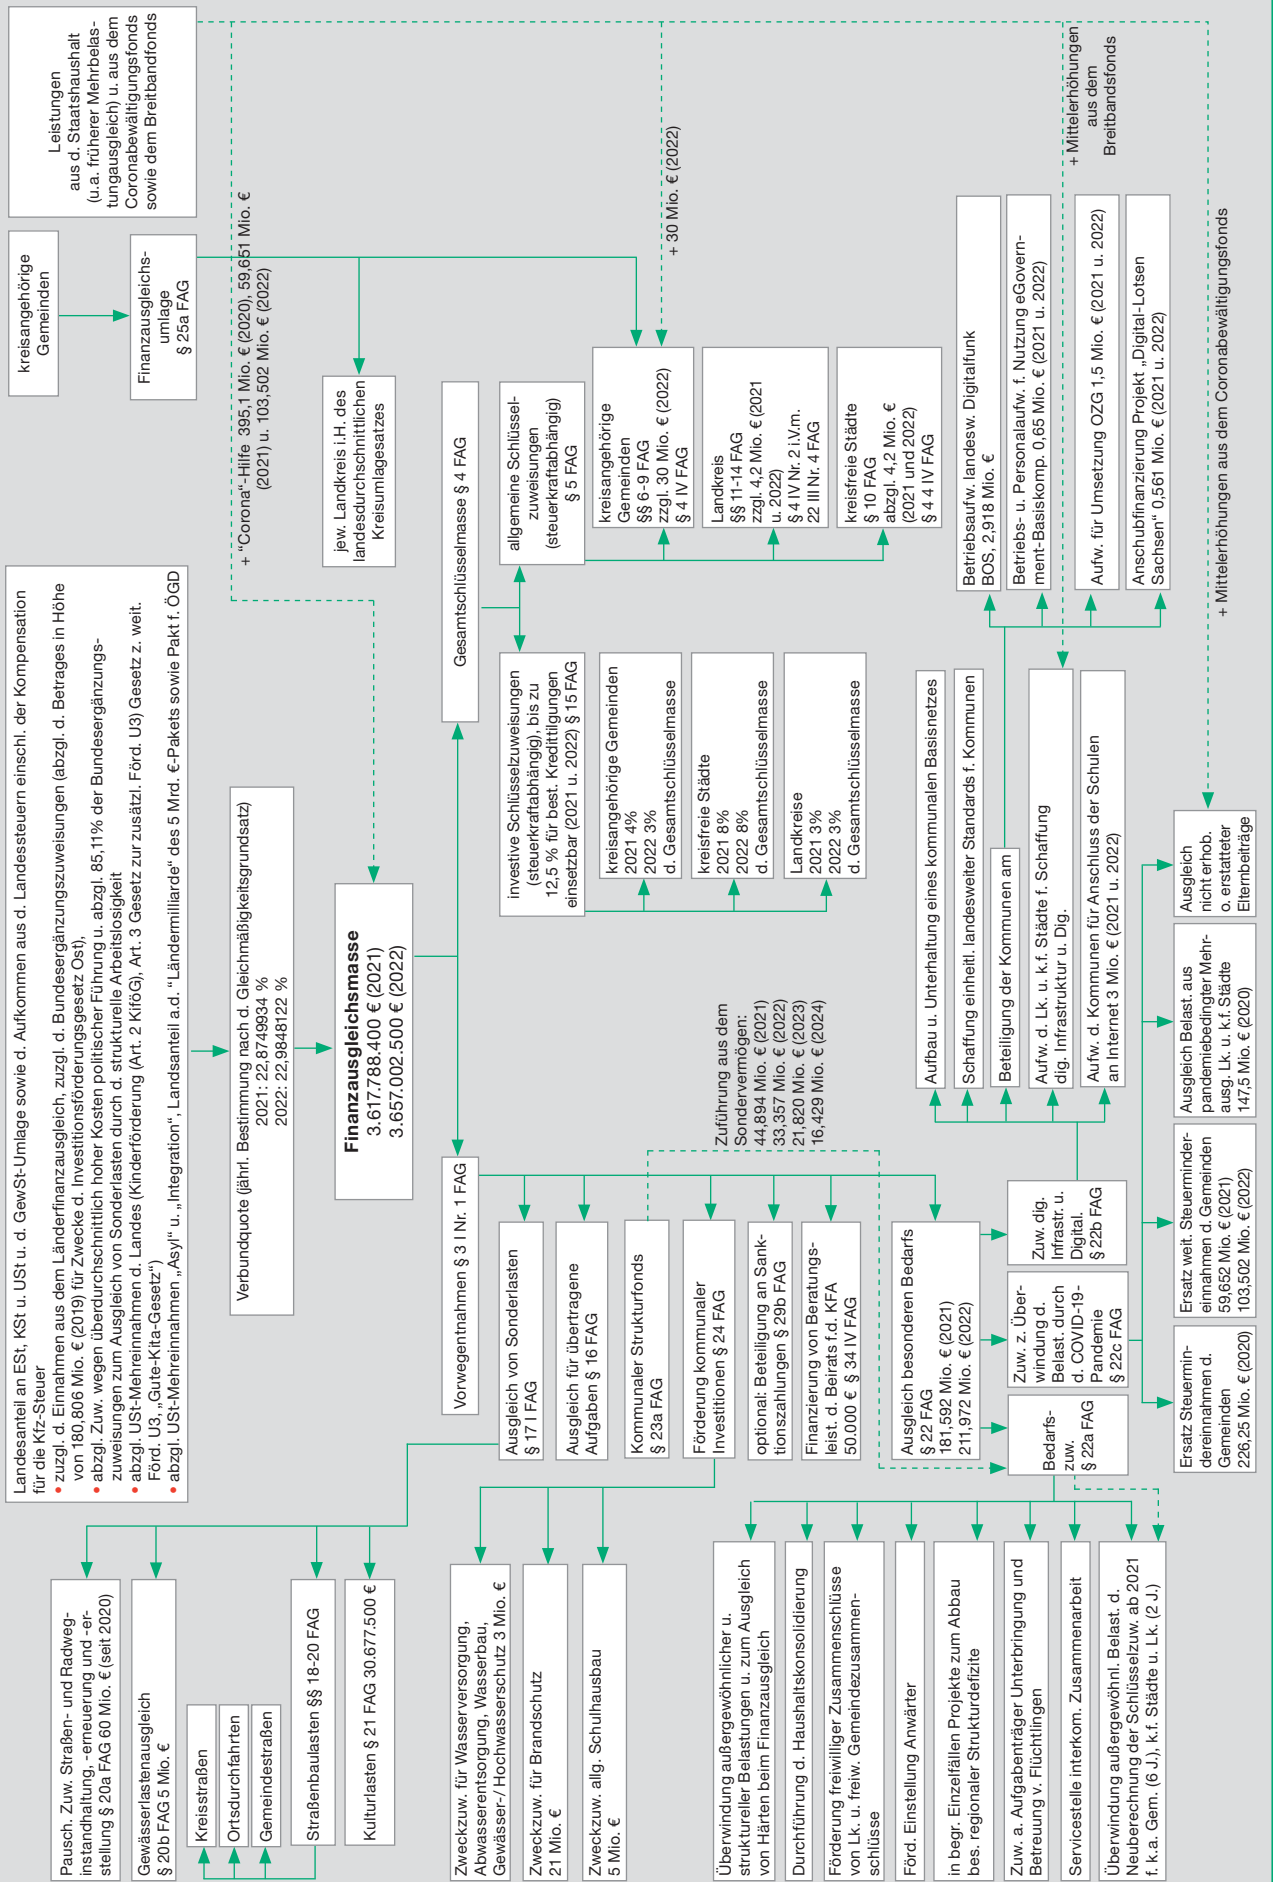 Landesanteil an ESt, KSt u. USt u. d. GewSt-Umlage sowie d. Aufkommen aus d. Landessteuern einschl. der Kompensation
für die Kfz-Steuer
• zuzgl. d. Einnahmen aus dem Länderfinanzausgleich, zuzgl. d. Bundesergänzungszuweisungen (abzgl. d. Betrages in Höhe
von 180,806 Mio. € (2019) für Zwecke d. Investitionsförderungsgesetz Ost),
• abzgl. Zuw. wegen überdurchschnittlich hoher Kosten politischer Führung u. abzgl. 85,11% der Bundesergänzungs-
zuweisungen zum Ausgleich von Sonderlasten durch d. strukturelle Arbeitslosigkeit
• abzgl. USt-Mehreinnahmen d. Landes (Kinderförderung (Art. 2 KiföG), Art. 3 Gesetz zur zusätzl. Förd. U3) Gesetz z. weit.
Förd. U3, „Gute-Kita-Gesetz“)
• abzgl. USt-Mehreinnahmen „Asyl“ u. „Integration“, Landsanteil a.d. "Ländermilliarde" des 5 Mrd. €-Pakets sowie Pakt f. ÖGD
kreisangehörige
Gemeinden
Leistungen
aus d. Staatshaushalt
(u.a. früherer Mehrbelas-
tungausgleich) u. aus dem
Coronabewältigungsfonds
sowie dem Breitbandfonds
Finanzausgleichs-
umlage
§ 25a FAG
Verbundquote (jährl. Bestimmung nach d. Gleichmäßigkeitsgrundsatz)
2021: 22,8749934 %
2022: 22,9848122 %
+ "Corona"-Hilfe 395,1 Mio. € (2020), 59,651 Mio. €
(2021) u. 103,502 Mio. € (2022)
Finanzausgleichsmasse
3.617.788.400 € (2021)
3.657.002.500 € (2022)
jew. Landkreis i.H. des
landesdurchschnittlichen
Kreisumlagesatzes
Vorwegentnahmen § 3 I Nr. 1 FAG
Gesamtschlüsselmasse § 4 FAG
Pausch. Zuw. Straßen- und Radweg-
instandhaltung, -erneuerung und -er-
stellung § 20a FAG 60 Mio. € (seit 2020)
Gewässerlastenausgleich
§ 20b FAG 5 Mio. €
Kreisstraßen
Ortsdurchfahrten
Gemeindestraßen
Straßenbaulasten §§ 18-20 FAG
Kulturlasten § 21 FAG 30.677.500 €
Ausgleich von Sonderlasten
§ 17 I FAG
Ausgleich für übertragene
Aufgaben § 16 FAG
Kommunaler Strukturfonds
§ 23a FAG
Förderung kommunaler
Investitionen § 24 FAG
optional: Beteiligung an Sank-
tionszahlungen § 29b FAG
Finanzierung von Beratungs-
leist. d. Beirats f.d. KFA
50.000 € § 34 IV FAG
Ausgleich besonderen Bedarfs
§ 22 FAG
181,592 Mio. € (2021)
211,972 Mio. € (2022)
Zuführung aus dem
Sondervermögen:
44,894 Mio. € (2021)
33,357 Mio. € (2022)
21,820 Mio. € (2023)
16,429 Mio. € (2024)
investive Schlüsselzuweisungen
(steuerkraftabhängig), bis zu
12,5 % für best. Kredittilgungen
einsetzbar (2021 u. 2022) § 15 FAG
kreisangehörige Gemeinden
2021 4%
2022 3%
d. Gesamtschlüsselmasse
kreisfreie Städte
2021 8%
2022 8%
d. Gesamtschlüsselmasse
Landkreise
2021 3%
2022 3%
d. Gesamtschlüsselmasse
allgemeine Schlüssel-
zuweisungen
(steuerkraftabhängig)
§ 5 FAG
kreisangehörige
Gemeinden
§§ 6-9 FAG
zzgl. 30 Mio. € (2022)
§ 4 IV FAG
+ 30 Mio. € (2022)
Landkreis
§§ 11-14 FAG
zzgl. 4,2 Mio. € (2021
u. 2022)
§ 4 IV Nr. 2 i.V.m.
22 III Nr. 4 FAG
kreisfreie Städte
§ 10 FAG
abzgl. 4,2 Mio. €
(2021 und 2022)
§ 4 IV FAG
Zweckzuw. für Wasserversorgung,
Abwasserentsorgung, Wasserbau,
Gewässer-/ Hochwasserschutz 3 Mio. €
Zweckzuw. für Brandschutz
21 Mio. €
Zweckzuw. allg. Schulhausbau
5 Mio. €
Überwindung außergewöhnlicher u.
struktureller Belastungen u. zum Ausgleich
von Härten beim Finanzausgleich
Durchführung d. Haushaltskonsolidierung
Förderung freiwilliger Zusammenschlüsse
von Lk. u. freiw. Gemeindezusammen-
schlüsse
Förd. Einstellung Anwärter
in begr. Einzelfällen Projekte zum Abbau
bes. regionaler Strukturdefizite
Zuw. a. Aufgabenträger Unterbringung und
Betreuung v. Flüchtlingen
Servicestelle interkom. Zusammenarbeit
Überwindung außergewöhnl. Belast. d.
Neuberechnung der Schlüsselzuw. ab 2021
f. k.a. Gem. (6 J.), k.f. Städte u. Lk. (2 J.)
Bedarfs-
zuw.
§ 22a FAG
Zuw. z. Über-
windung d.
Belast. durch
d. COVID-19-
Pandemie
§ 22c FAG
Zuw. dig.
Infrastr. u.
Digital.
§ 22b FAG
Aufbau u. Unterhaltung eines kommunalen Basisnetzes
Schaffung einheitl. landesweiter Standards f. Kommunen
Beteiligung der Kommunen am
Aufw. d. Lk. u. k.f. Städte f. Schaffung
dig. Infrastruktur u. Dig.
Aufw. d. Kommunen für Anschluss der Schulen
an Internet 3 Mio. € (2021 u. 2022)
Betriebsaufw. landesw. Digitalfunk
BOS, 2,918 Mio. €
Betriebs- u. Personalaufw. f. Nutzung eGovern-
ment-Basiskomp. 0,65 Mio. € (2021 u. 2022)
Aufw. für Umsetzung OZG 1,5 Mio. € (2021 u. 2022)
Anschubfinanzierung Projekt „Digital-Lotsen
Sachsen“ 0,561 Mio. € (2021 u. 2022)
+ Mittelerhöhungen
aus dem
Breitbandsfonds
+ Mittelerhöhungen aus dem Coronabewältigungsfonds
Ersatz Steuermin-
dereinnahmen d.
Gemeinden
226,25 Mio. € (2020)
Ersatz weit. Steuerminder-
einnahmen d. Gemeinden
59,652 Mio. € (2021)
103,502 Mio. € (2022)
Ausgleich Belast. aus
pandemiebedingter Mehr-
ausg. Lk. u. k.f. Städte
147,5 Mio. € (2020)
Ausgleich
nicht erhob.
o. erstatteter
Elternbeiträge